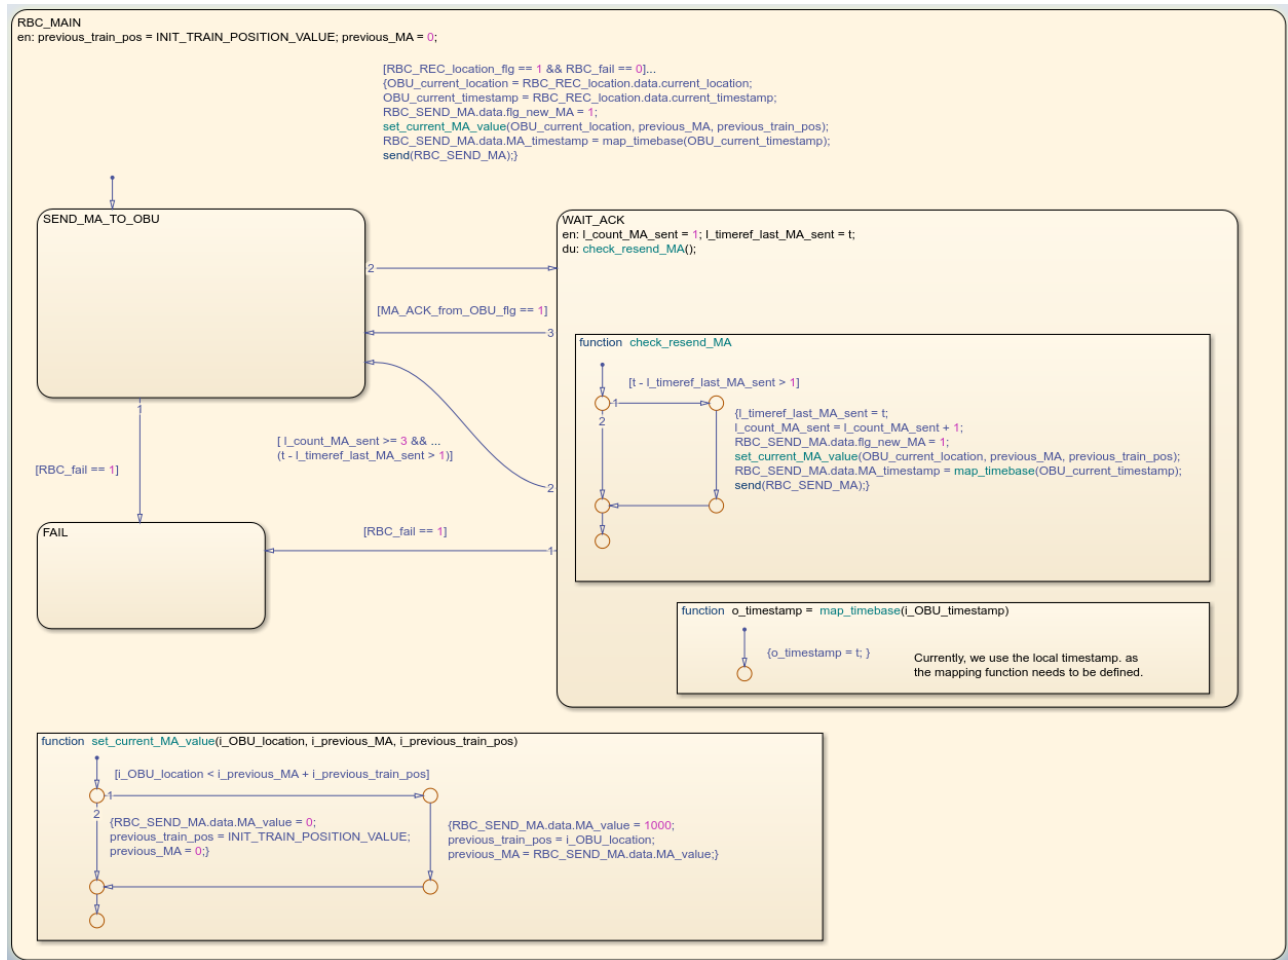 RBC_MAIN
en: previous_train_pos = INIT_TRAIN_POSITION_VALUE; previous_MA = 0;
[RBC_REC_location_flg == 1 && RBC_fail == 0]...
{OBU_current_location = RBC_REC_location.data.current_location;
OBU_current_timestamp = RBC_REC_location.data.current_timestamp;
RBC_SEND_MA.data.flg_new_MA = 1;
set_current_MA_value(OBU_current_location, previous_MA, previous_train_pos);
RBC_SEND_MA.data.MA_timestamp = map_timebase(OBU_current_timestamp);
send(RBC_SEND_MA);}
SEND_MA_TO_OBU
WAIT_ACK
en: l_count_MA_sent = 1; l_timeref_last_MA_sent = t;
du: check_resend_MA();
2
[MA_ACK_from_OBU_flg == 1]
3
function check_resend_MA
[t - l_timeref_last_MA_sent > 1]
1
2
{l_timeref_last_MA_sent = t;
l_count_MA_sent = l_count_MA_sent + 1;
RBC_SEND_MA.data.flg_new_MA = 1;
set_current_MA_value(OBU_current_location, previous_MA, previous_train_pos);
RBC_SEND_MA.data.MA_timestamp = map_timebase(OBU_current_timestamp);
send(RBC_SEND_MA);}
1
[ l_count_MA_sent >= 3 && ...
(t - l_timeref_last_MA_sent > 1)]
[RBC_fail == 1]
2
FAIL
[RBC_fail == 1]
1
function o_timestamp = map_timebase(i_OBU_timestamp)
{o_timestamp = t; }
Currently, we use the local timestamp. as
the mapping function needs to be defined.
function set_current_MA_value(i_OBU_location, i_previous_MA, i_previous_train_pos)
[i_OBU_location < i_previous_MA + i_previous_train_pos]
1
2
{RBC_SEND_MA.data.MA_value = 0;
previous_train_pos = INIT_TRAIN_POSITION_VALUE;
previous_MA = 0;}
{RBC_SEND_MA.data.MA_value = 1000;
previous_train_pos = i_OBU_location;
previous_MA = RBC_SEND_MA.data.MA_value;}